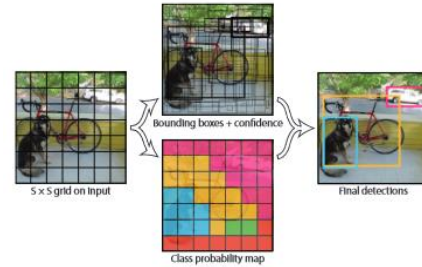 Bounding boxes + confidence
S x S grid on input
Final detections
Class probability map